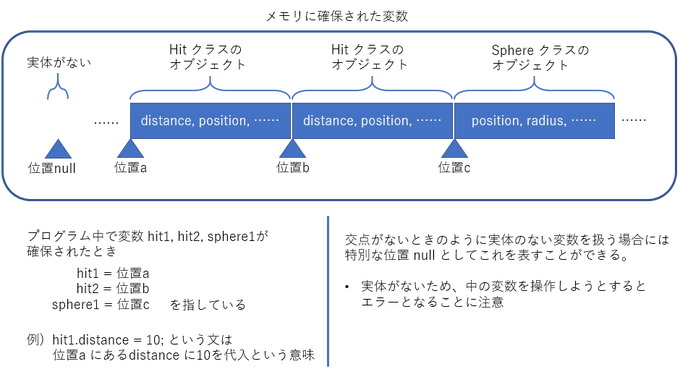 メモリに確保された変数
実体がない
Hit クラスの
オブジェクト
Hit クラスの
オブジェクト
Sphere クラスの
オブジェクト
……
distance, position, ……
distance, position, ……
position, radius, ……
……
位置null
位置a
位置b
位置c
プログラム中で変数 hit1, hit2, sphere1が
確保されたとき
hit1 = 位置a
hit2 = 位置b
sphere1 = 位置c を指している
例）hit1.distance = 10; という文は
位置a にあるdistance に10を代入という意味
交点がないときのように実体のない変数を扱う場合には
特別な位置 null としてこれを表すことができる。
• 実体がないため、中の変数を操作しようとすると
エラーとなることに注意